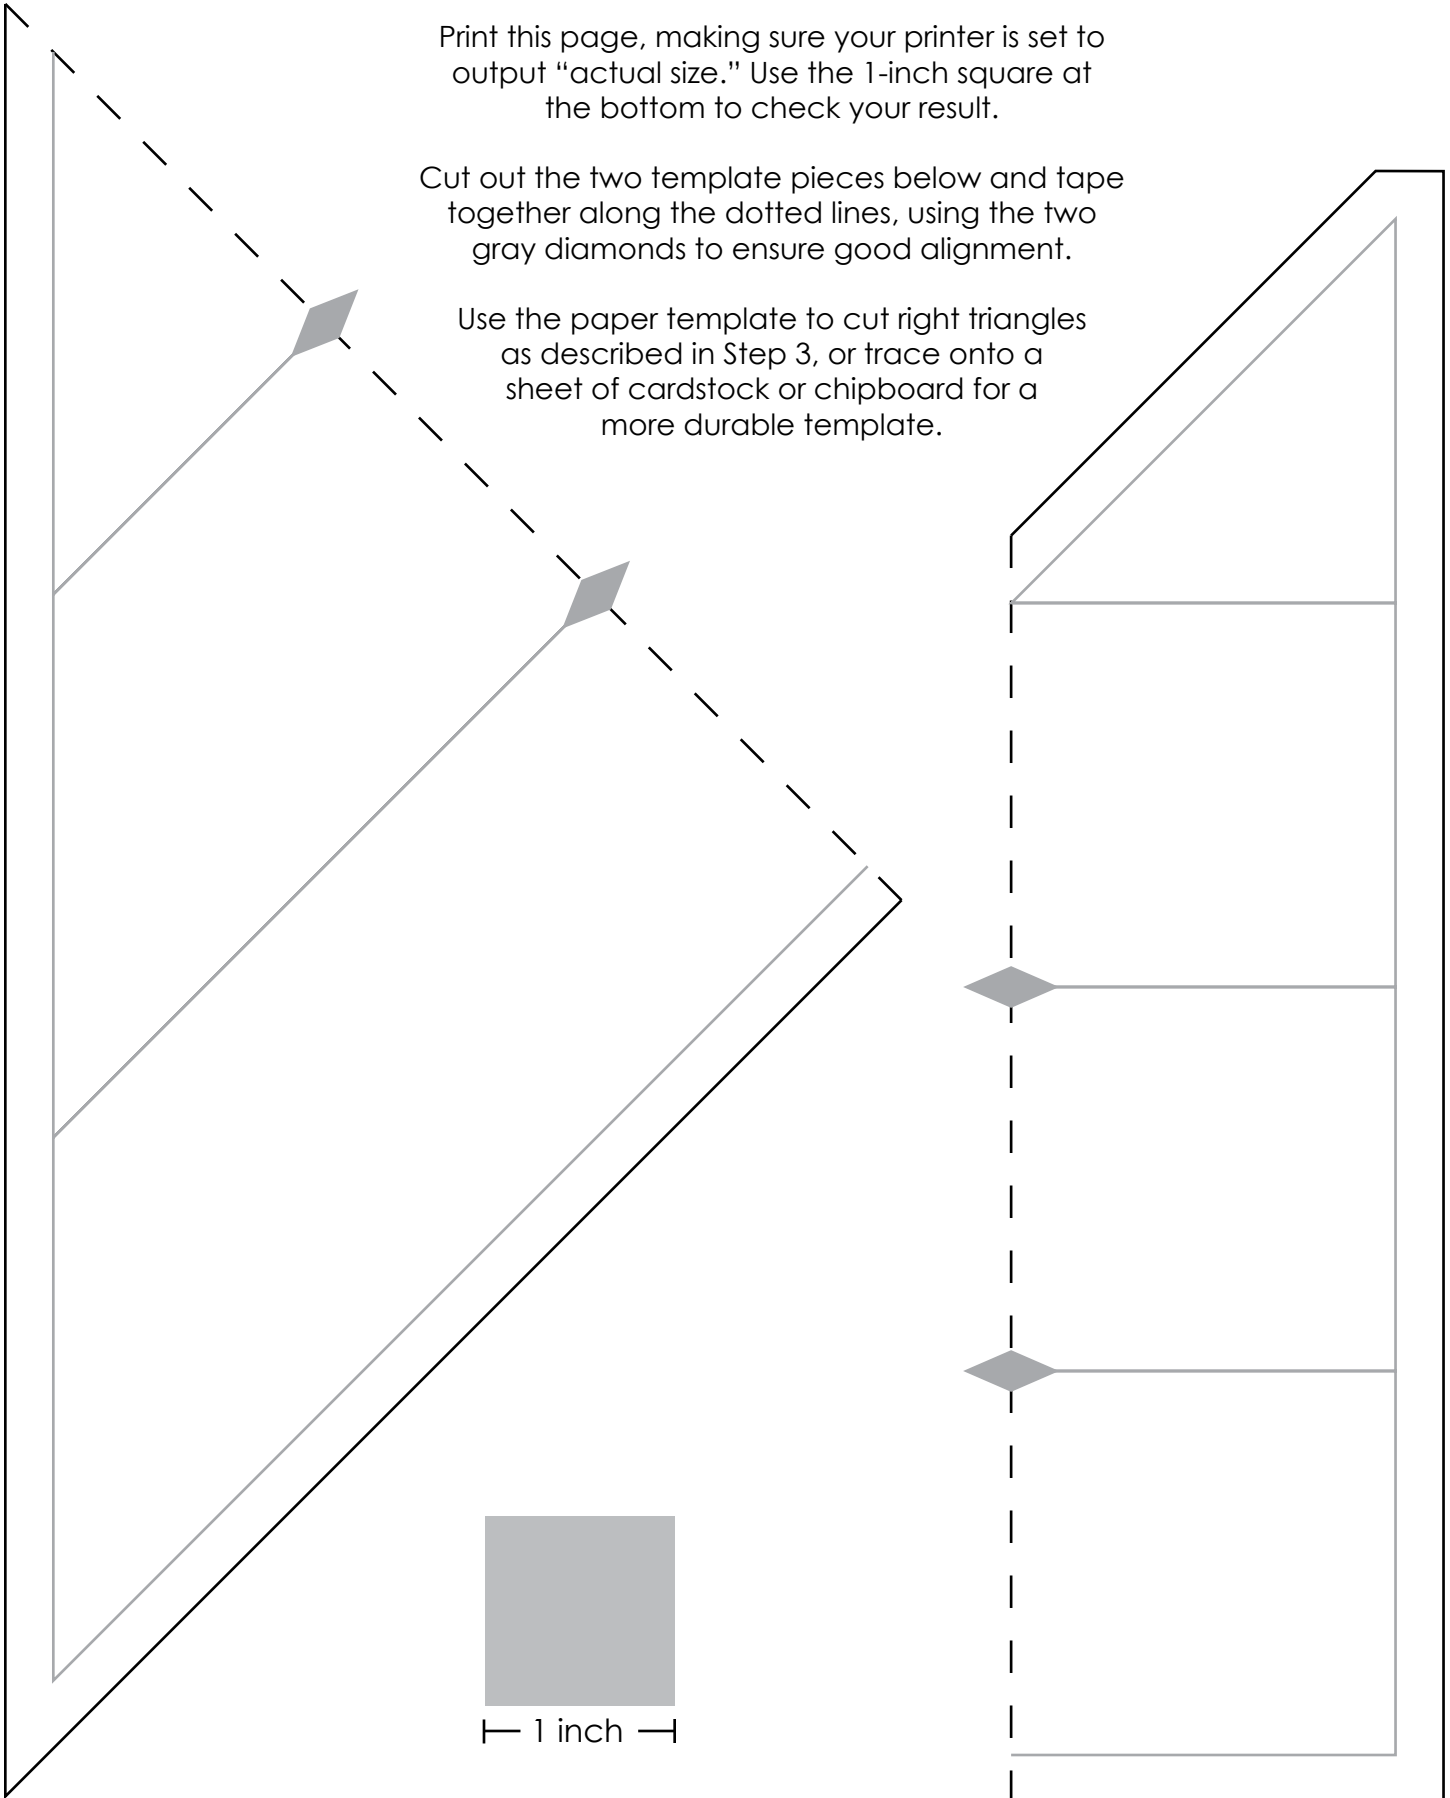 Print this page, making sure your printer is set to
output “actual size.” Use the 1-inch square at
the bottom to check your result.
Cut out the two template pieces below and tape
together along the dotted lines, using the two
gray diamonds to ensure good alignment.
Use the paper template to cut right triangles
as described in Step 3, or trace onto a
sheet of cardstock or chipboard for a
more durable template.
1 inch